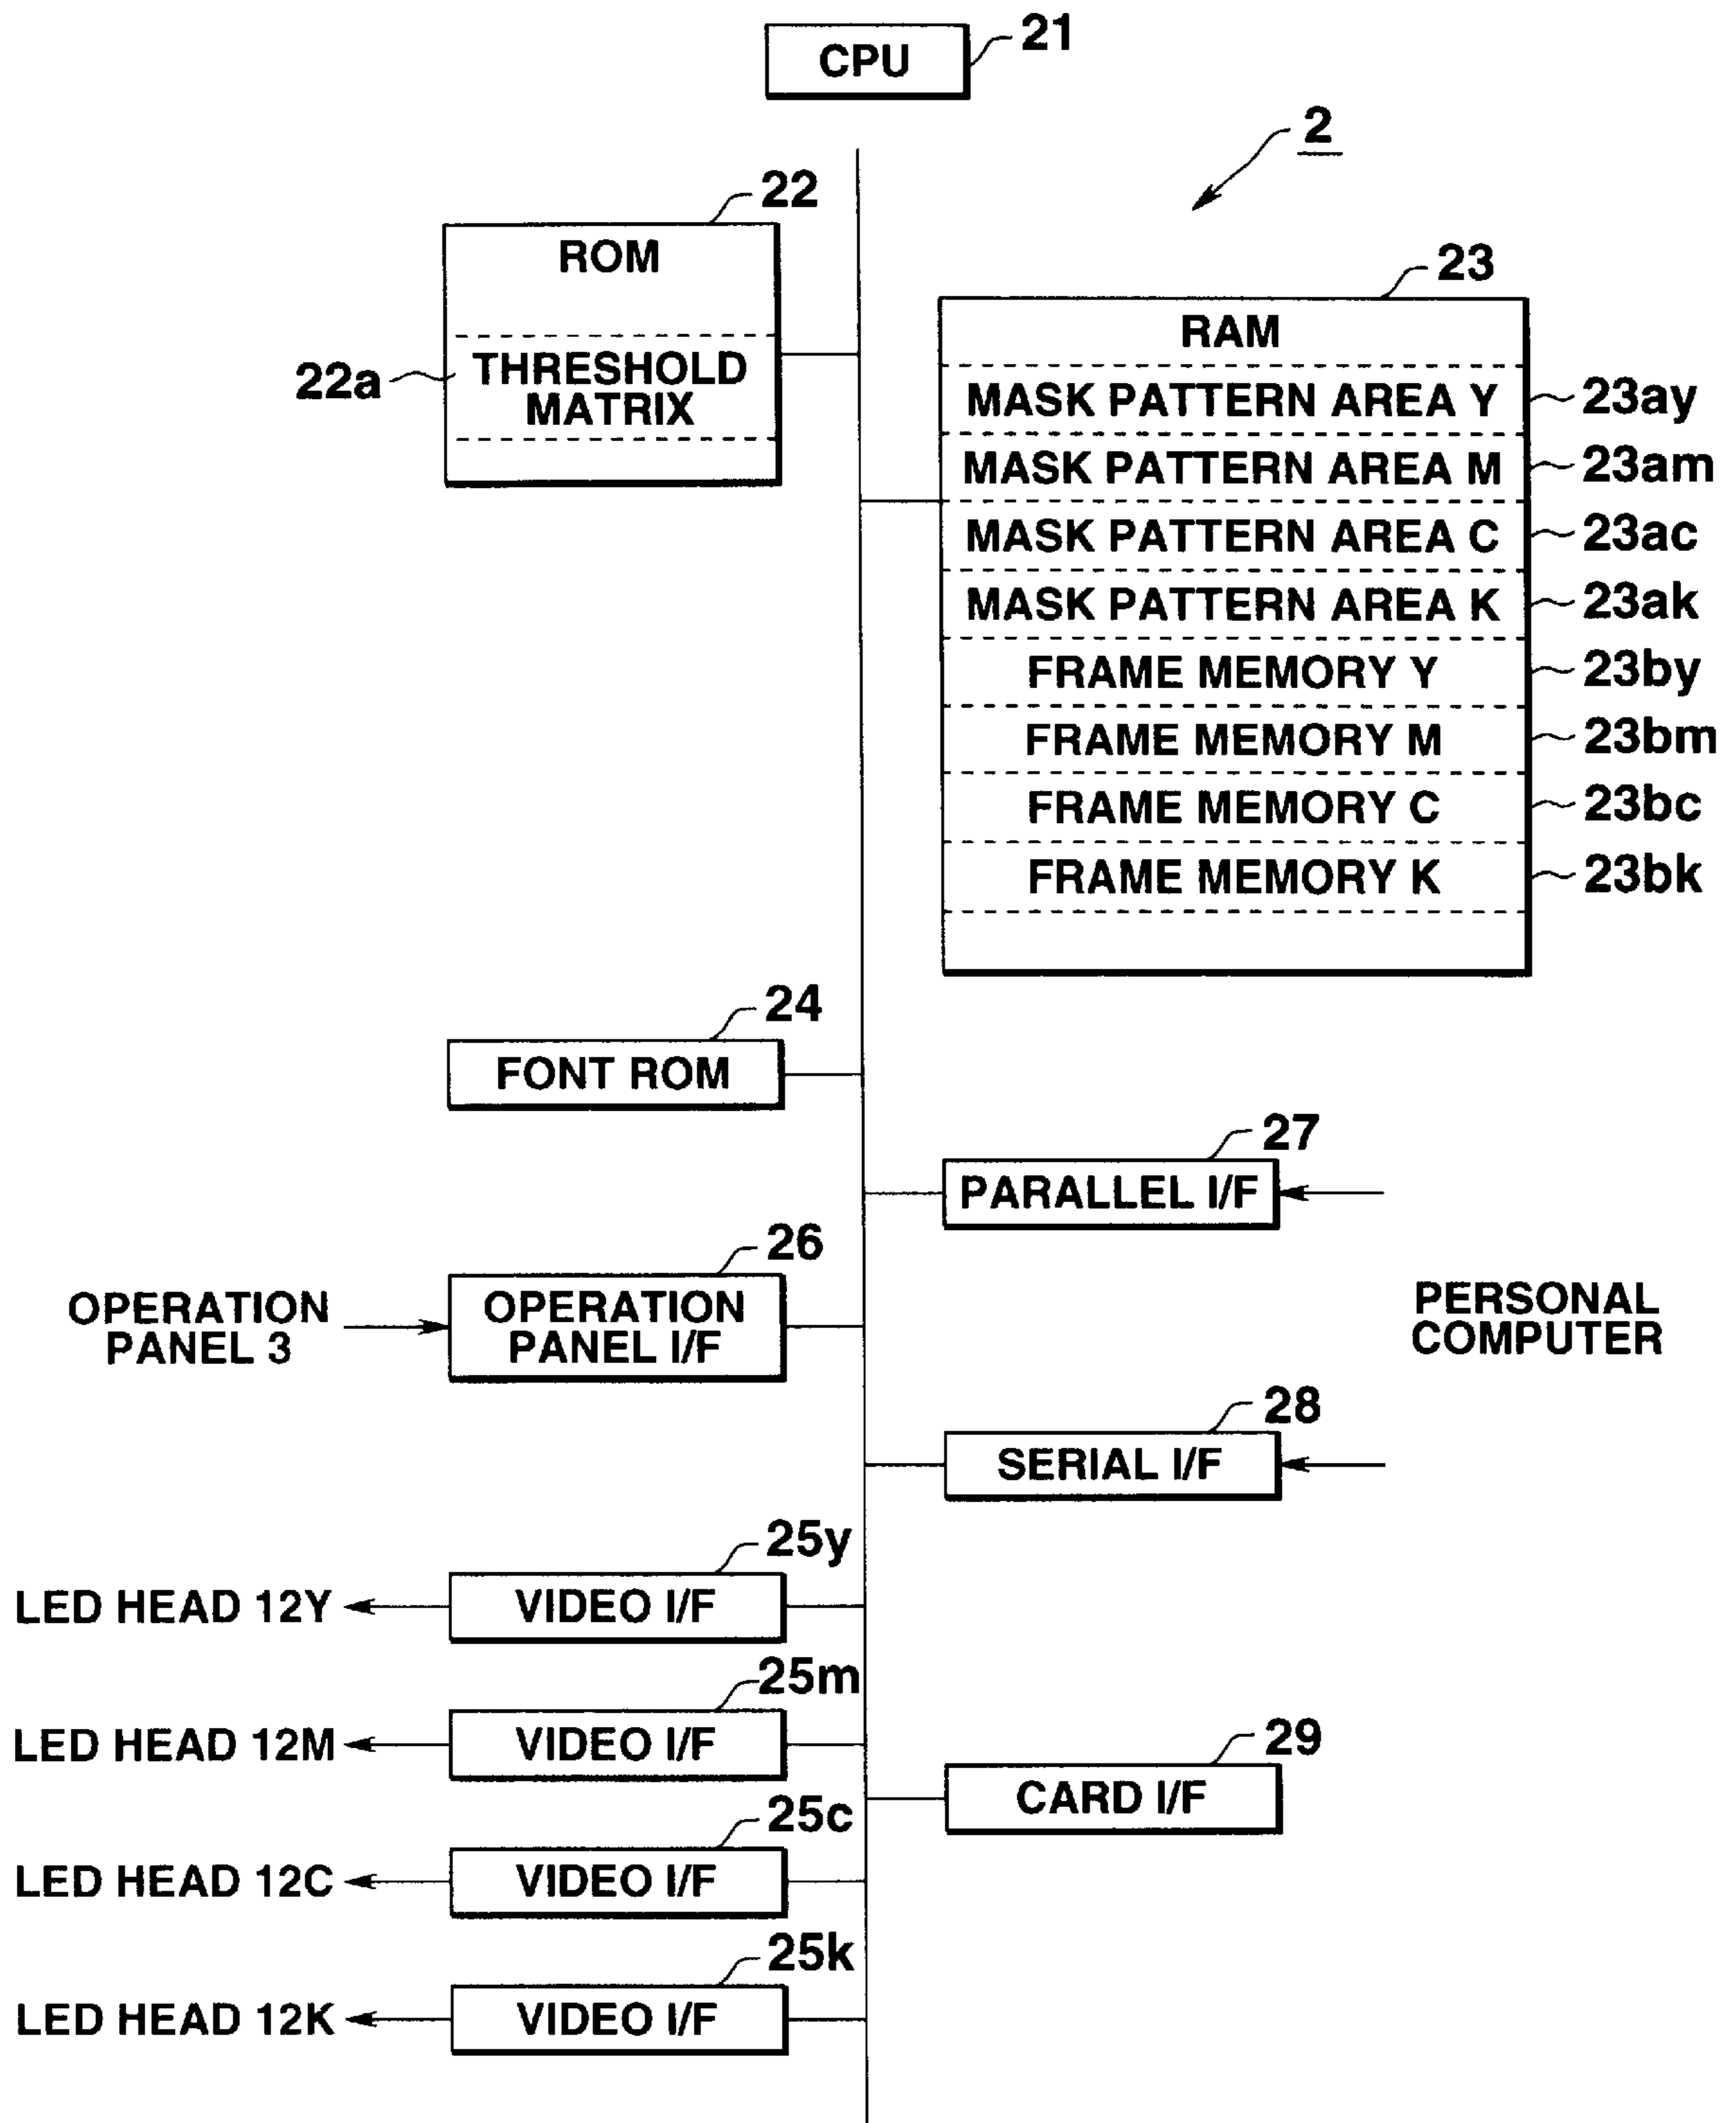 21
CPU
2
22
ROM
22a
THRESHOLD
MATRIX
23
RAM
MASK PATTERN AREA Y
23ay
MASK PATTERN AREA M
23am
MASK PATTERN AREA C
23ac
MASK PATTERN AREA K
23ak
FRAME MEMORY Y
23by
FRAME MEMORY M
23bm
FRAME MEMORY C
23bc
FRAME MEMORY K
23bk
24
FONT ROM
27
PARALLEL I/F
26
OPERATION
PANEL 3
OPERATION
PANEL I/F
PERSONAL
COMPUTER
28
SERIAL I/F
25y
LED HEAD 12Y
VIDEO I/F
25m
LED HEAD 12M
VIDEO I/F
29
CARD I/F
25c
LED HEAD 12C
VIDEO I/F
25k
LED HEAD 12K
VIDEO I/F